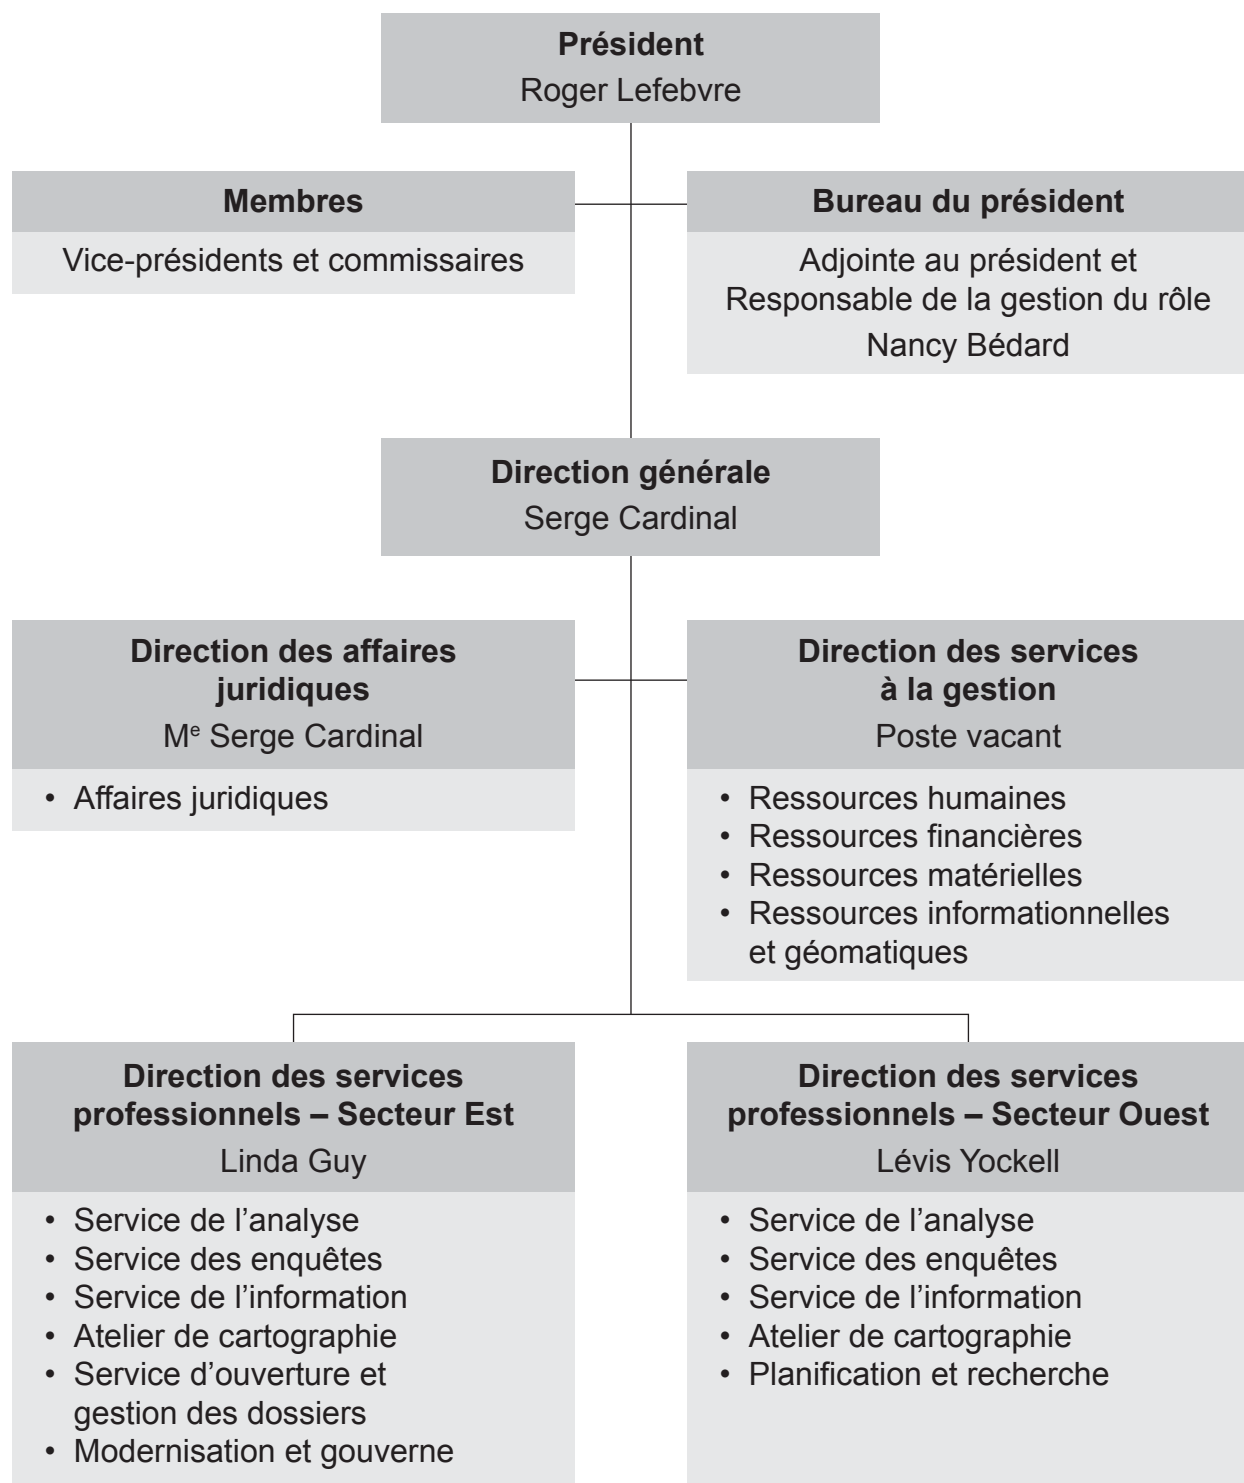 Président
Roger Lefebvre
Membres
Vice-présidents et commissaires
Bureau du président
Adjointe au président et
Responsable de la gestion du rôle
Nancy Bédard
Direction générale
Serge Cardinal
Direction des affaires
juridiques
Mᵉ Serge Cardinal
• Affaires juridiques
Direction des services
à la gestion
Poste vacant
• Ressources humaines
• Ressources financières
• Ressources matérielles
• Ressources informationnelles
et géomatiques
Direction des services
professionnels – Secteur Est
Linda Guy
• Service de l’analyse
• Service des enquêtes
• Service de l’information
• Atelier de cartographie
• Service d’ouverture et
gestion des dossiers
• Modernisation et gouverne
Direction des services
professionnels – Secteur Ouest
Lévis Yockell
• Service de l’analyse
• Service des enquêtes
• Service de l’information
• Atelier de cartographie
• Planification et recherche